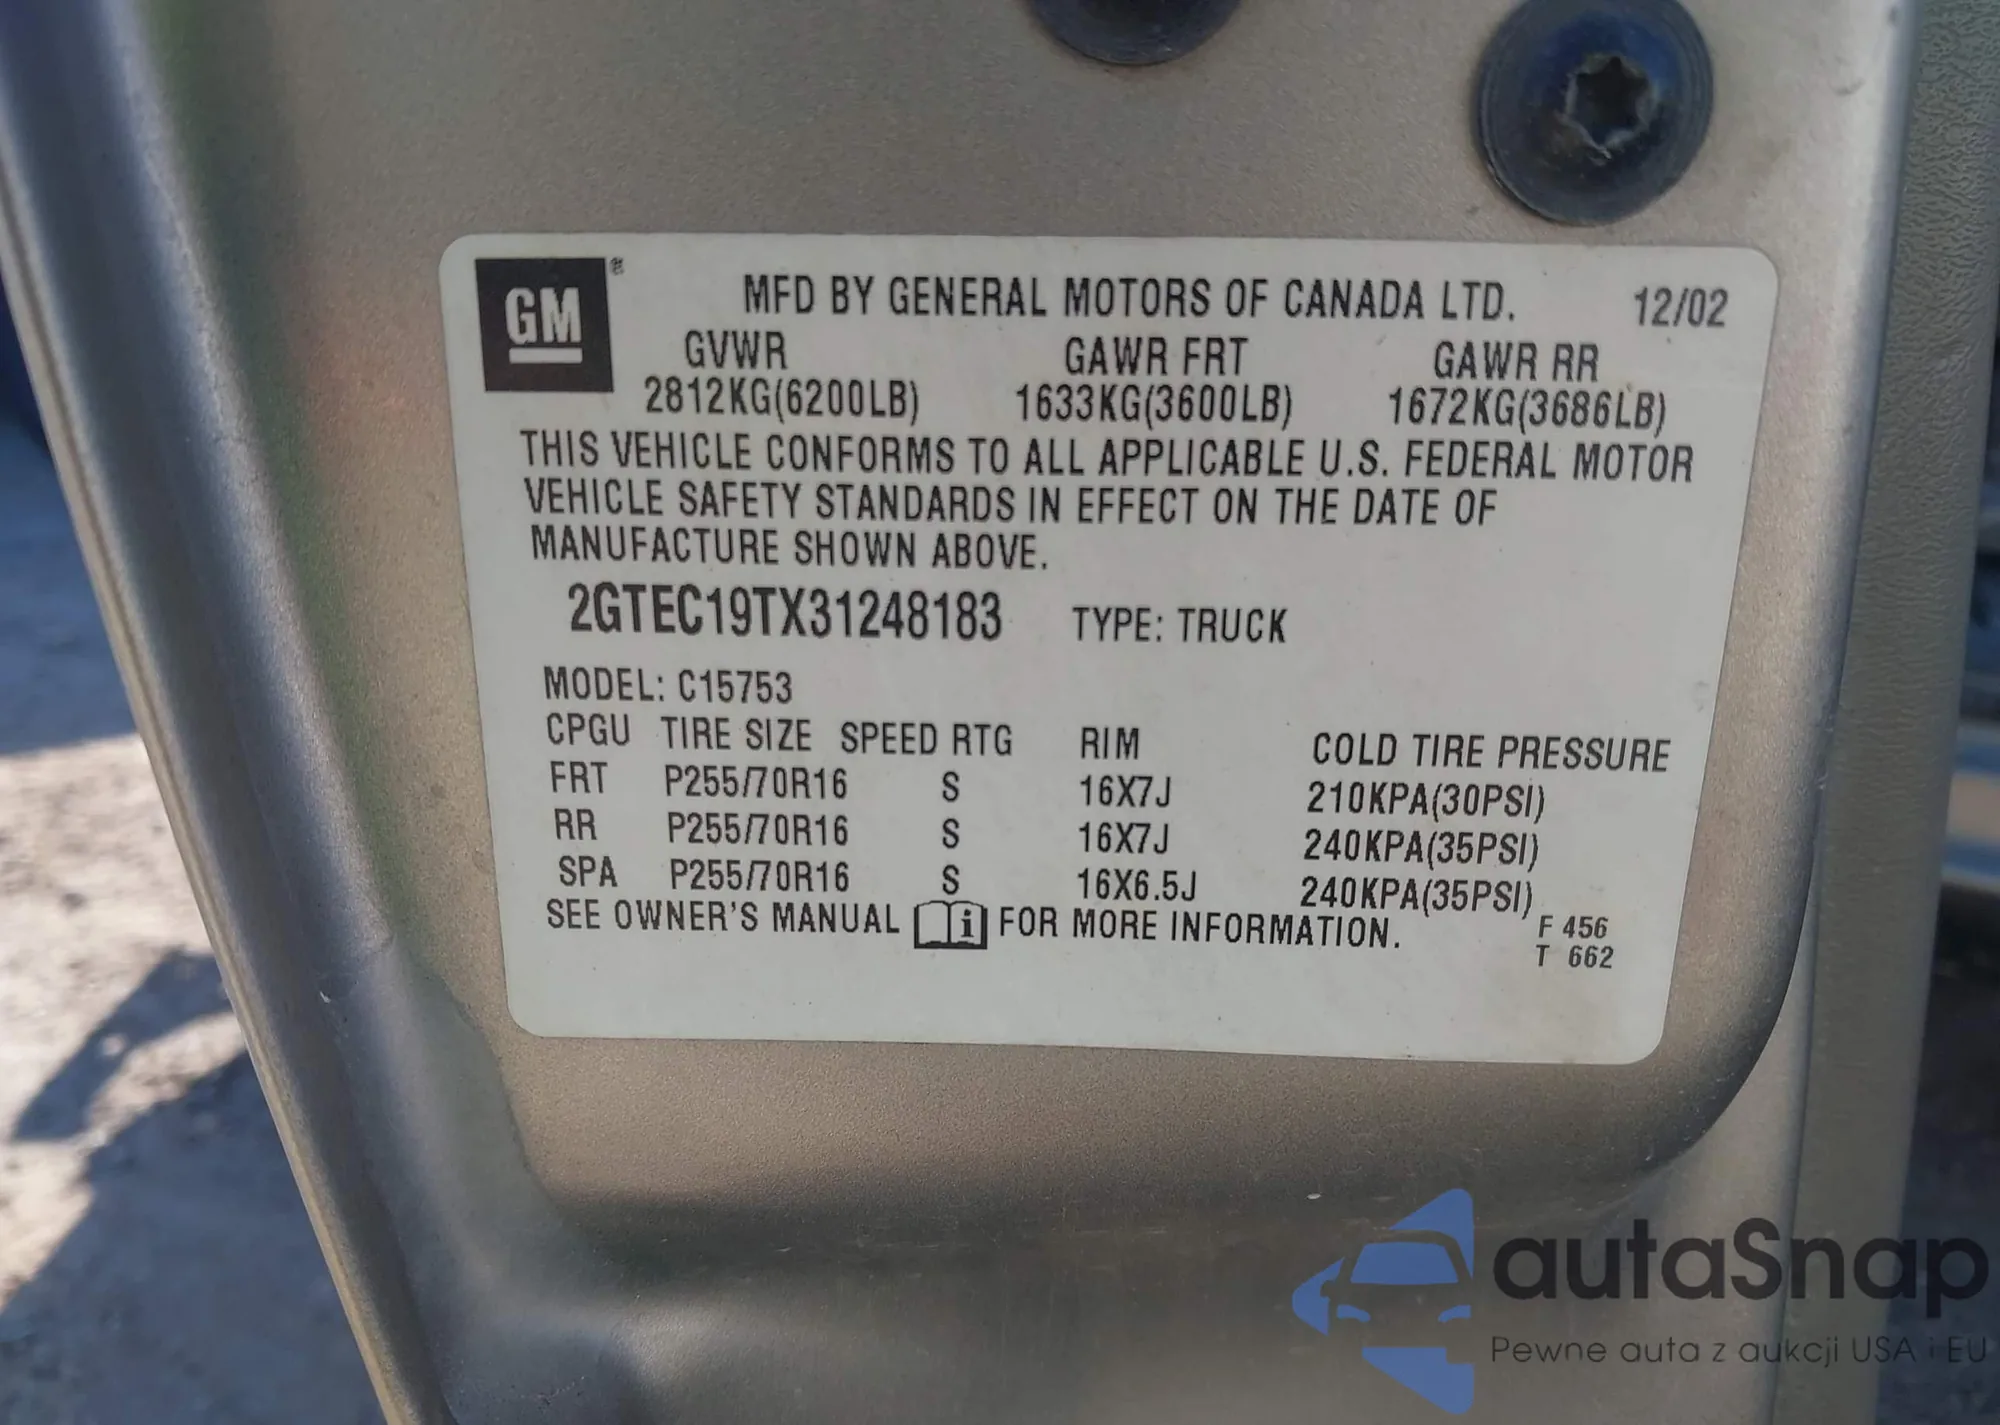 GM ®
MFD BY GENERAL MOTORS OF CANADA LTD. 12/02
GVWR GAWR FRT GAWR RR
2812KG(6200LB) 1633KG(3600LB) 1672KG(3686LB)
THIS VEHICLE CONFORMS TO ALL APPLICABLE U.S. FEDERAL MOTOR
VEHICLE SAFETY STANDARDS IN EFFECT ON THE DATE OF
MANUFACTURE SHOWN ABOVE.
2GTEC19TX31248183 TYPE: TRUCK
MODEL: C15753
CPGU TIRE SIZE SPEED RTG RIM COLD TIRE PRESSURE
FRT P255/70R16 S 16X7J 210KPA(30PSI)
RR P255/70R16 S 16X7J 240KPA(35PSI)
SPA P255/70R16 S 16X6.5J 240KPA(35PSI)
SEE OWNER'S MANUAL i FOR MORE INFORMATION.
F 456
T 662
autaSnap
Pewne auta z aukcji USA i EU